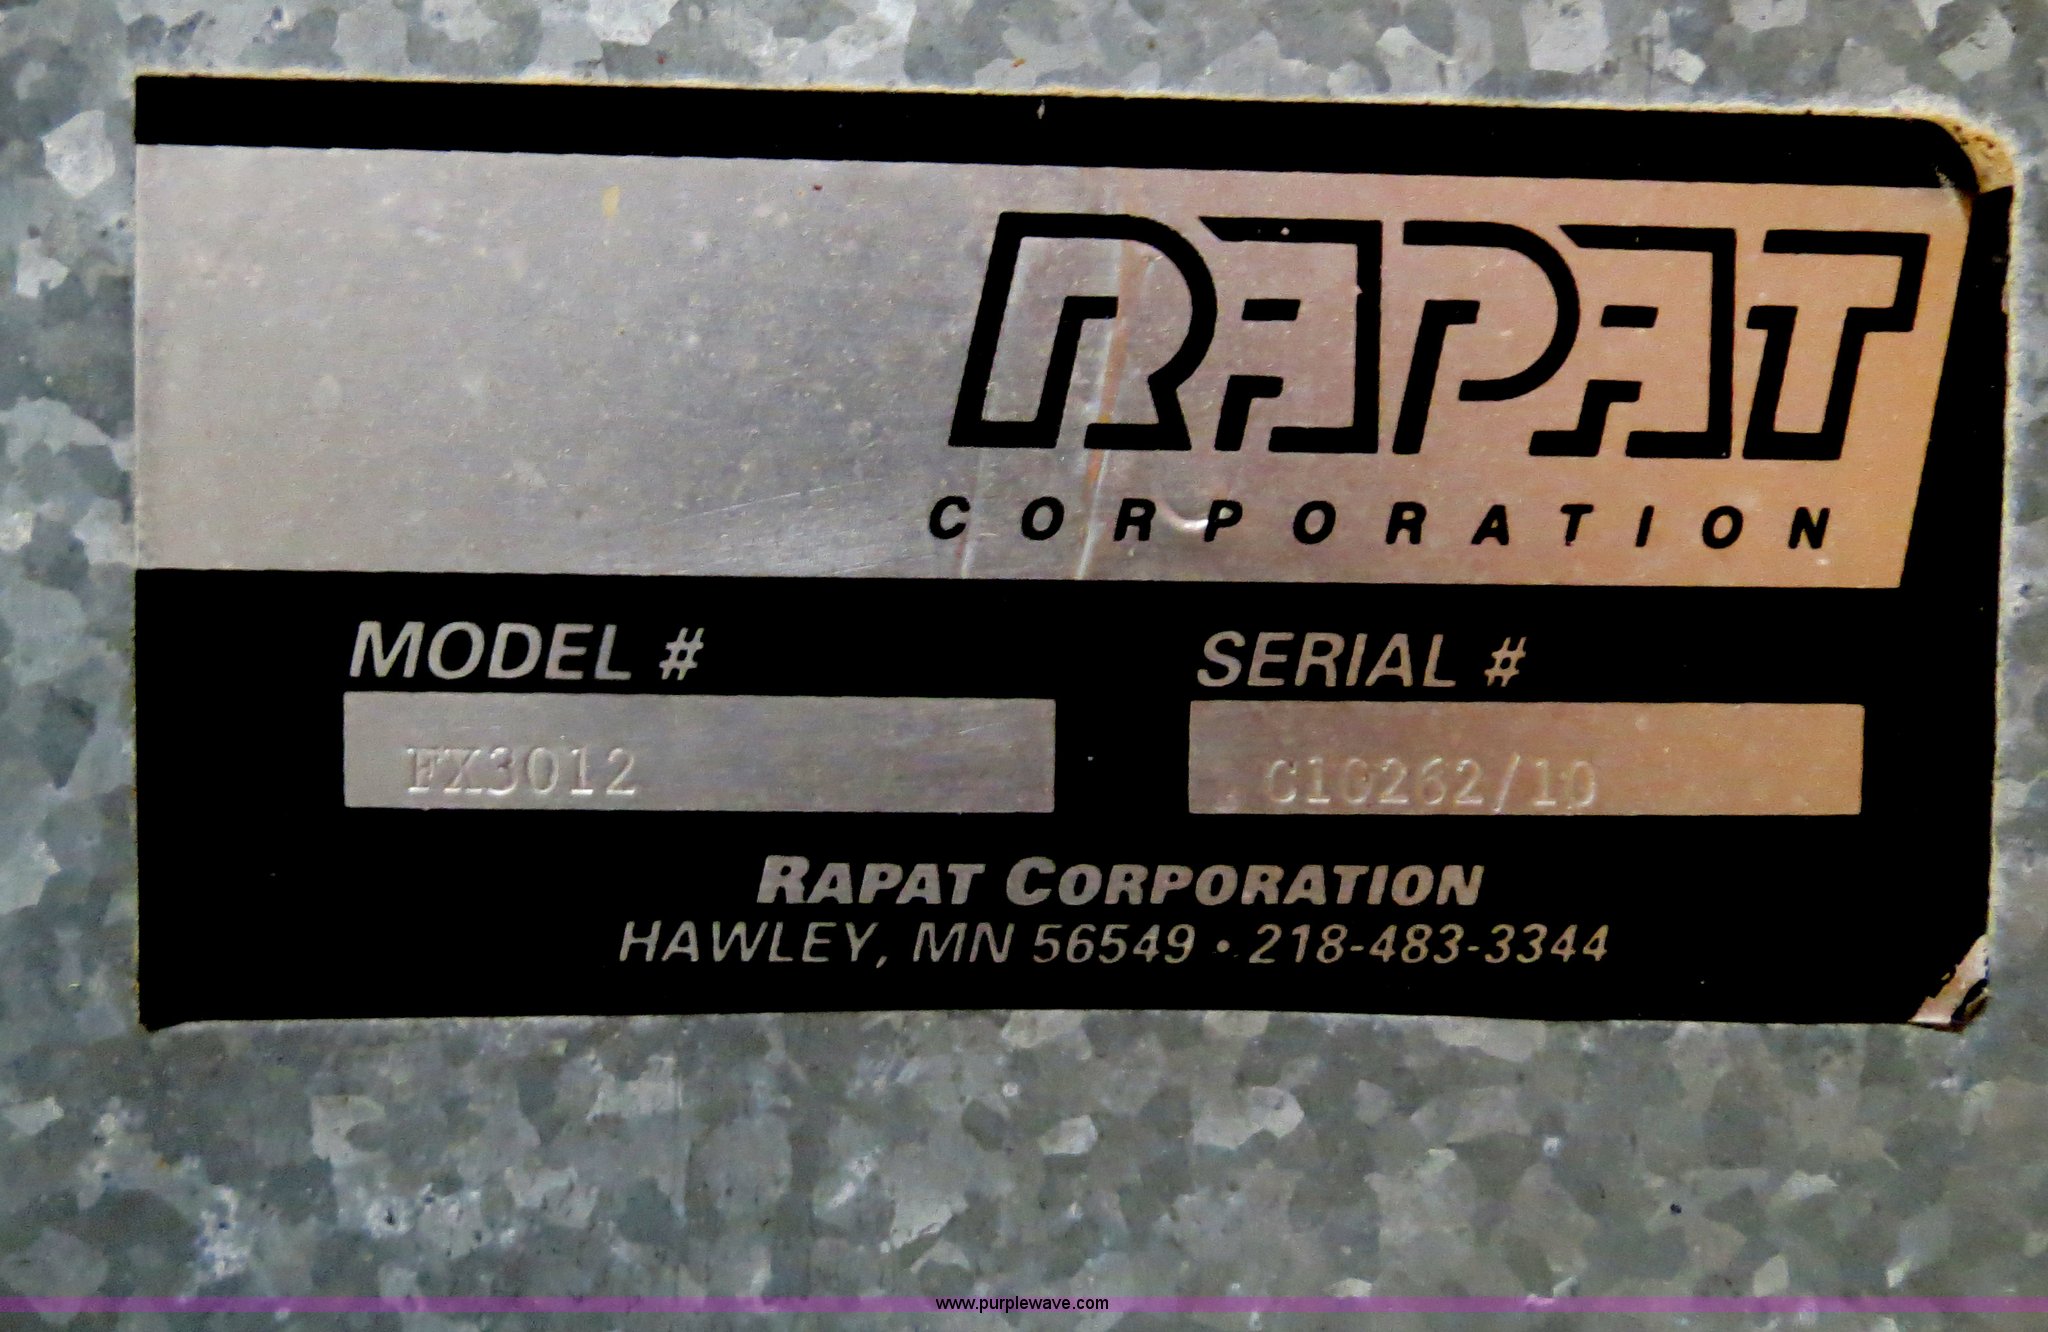 RAPAT
CORPORATION
MODEL # SERIAL #
FX3012 C10262/10
RAPAT CORPORATION
HAWLEY, MN 56549 • 218-483-3344
www.purplewave.com